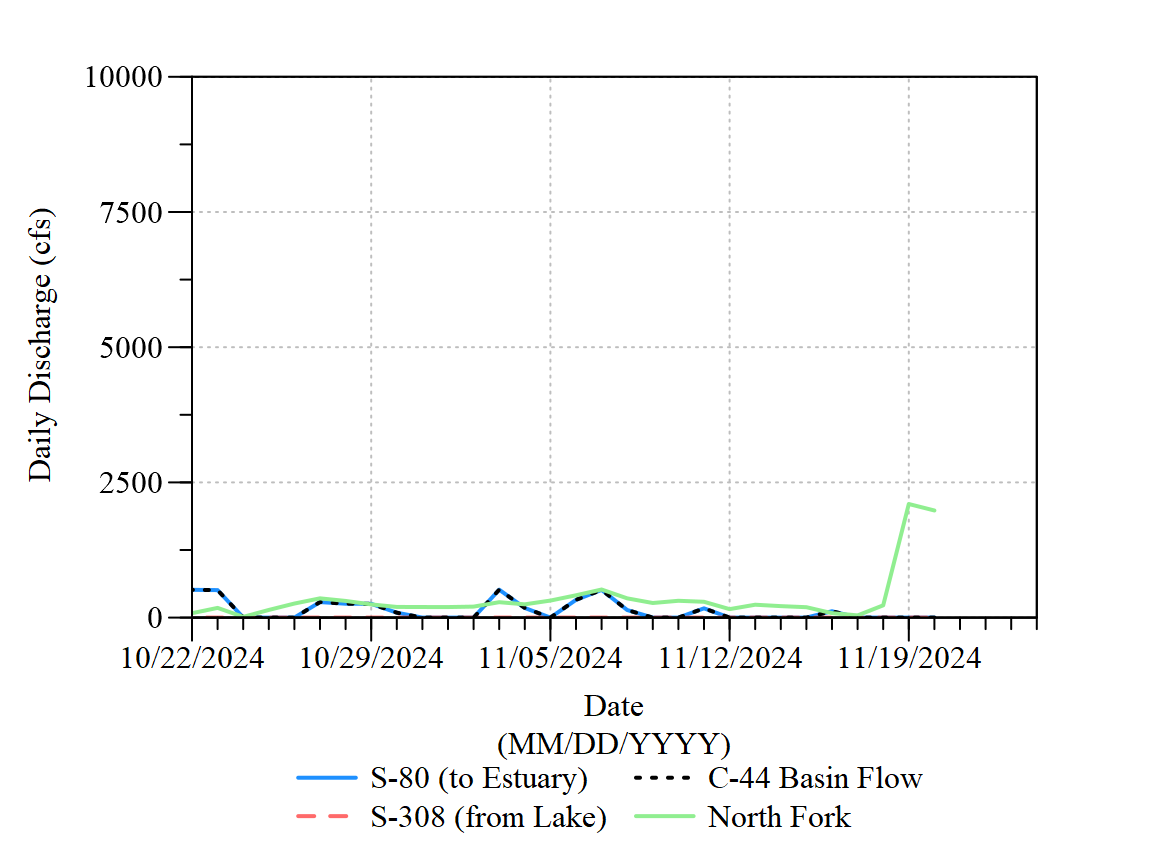 10000
7500
5000
2500
0
Daily Discharge (cfs)
10/22/2024 10/29/2024 11/05/2024 11/12/2024 11/19/2024
Date
(MM/DD/YYYY)
S-80 (to Estuary) C-44 Basin Flow
S-308 (from Lake) North Fork